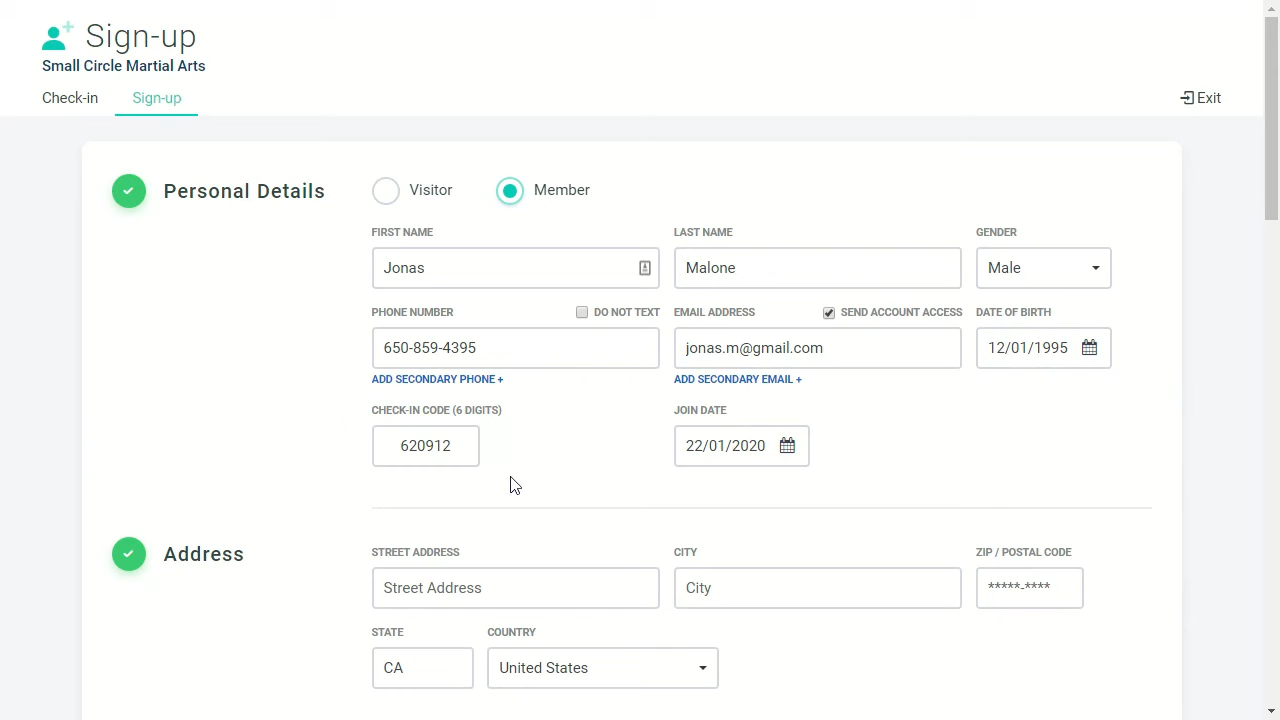 Sign-up
Small Circle Martial Arts
Check-in Sign-up Exit
Personal Details Visitor Member
FIRST NAME LAST NAME GENDER
Jonas Malone Male
PHONE NUMBER DO NOT TEXT EMAIL ADDRESS SEND ACCOUNT ACCESS DATE OF BIRTH
650-859-4395 jonas.m@gmail.com 12/01/1995
ADD SECONDARY PHONE + ADD SECONDARY EMAIL +
CHECK-IN CODE (6 DIGITS) JOIN DATE
620912 22/01/2020
Address STREET ADDRESS CITY ZIP / POSTAL CODE
Street Address City *****-****
STATE COUNTRY
CA United States